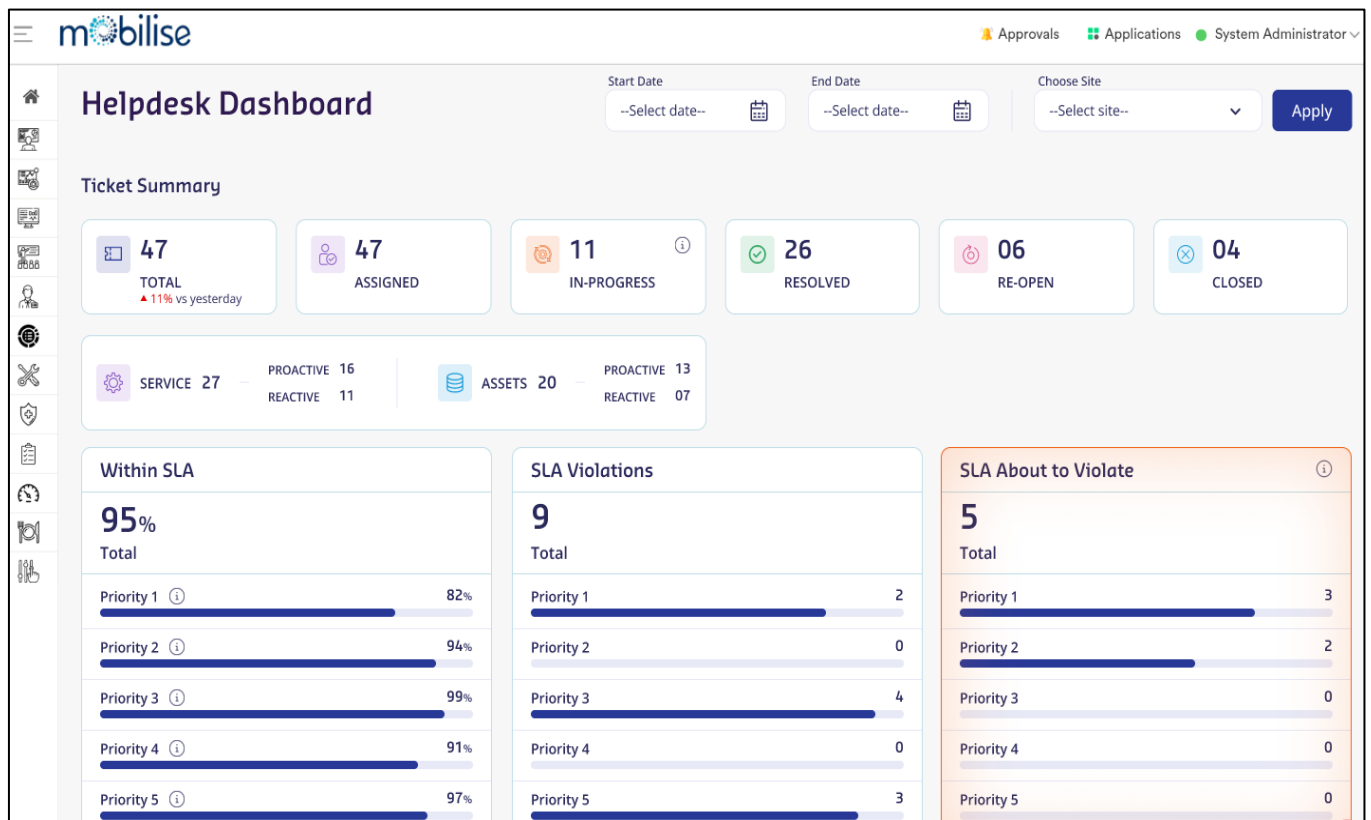 mobilise
Approvals Applications System Administrator
Helpdesk Dashboard
Start Date End Date Choose Site
--Select date-- --Select date-- --Select site-- Apply
Ticket Summary
47 47 11 26 06 04
TOTAL ASSIGNED IN-PROGRESS RESOLVED RE-OPEN CLOSED
11% vs yesterday
SERVICE 27 PROACTIVE 16 ASSETS 20 PROACTIVE 13
REACTIVE 11 REACTIVE 07
Within SLA
95%
Total
Priority 1 82%
Priority 2 94%
Priority 3 99%
Priority 4 91%
Priority 5 97%
SLA Violations
9
Total
Priority 1 2
Priority 2 0
Priority 3 4
Priority 4 0
Priority 5 3
SLA About to Violate
5
Total
Priority 1 3
Priority 2 2
Priority 3 0
Priority 4 0
Priority 5 0